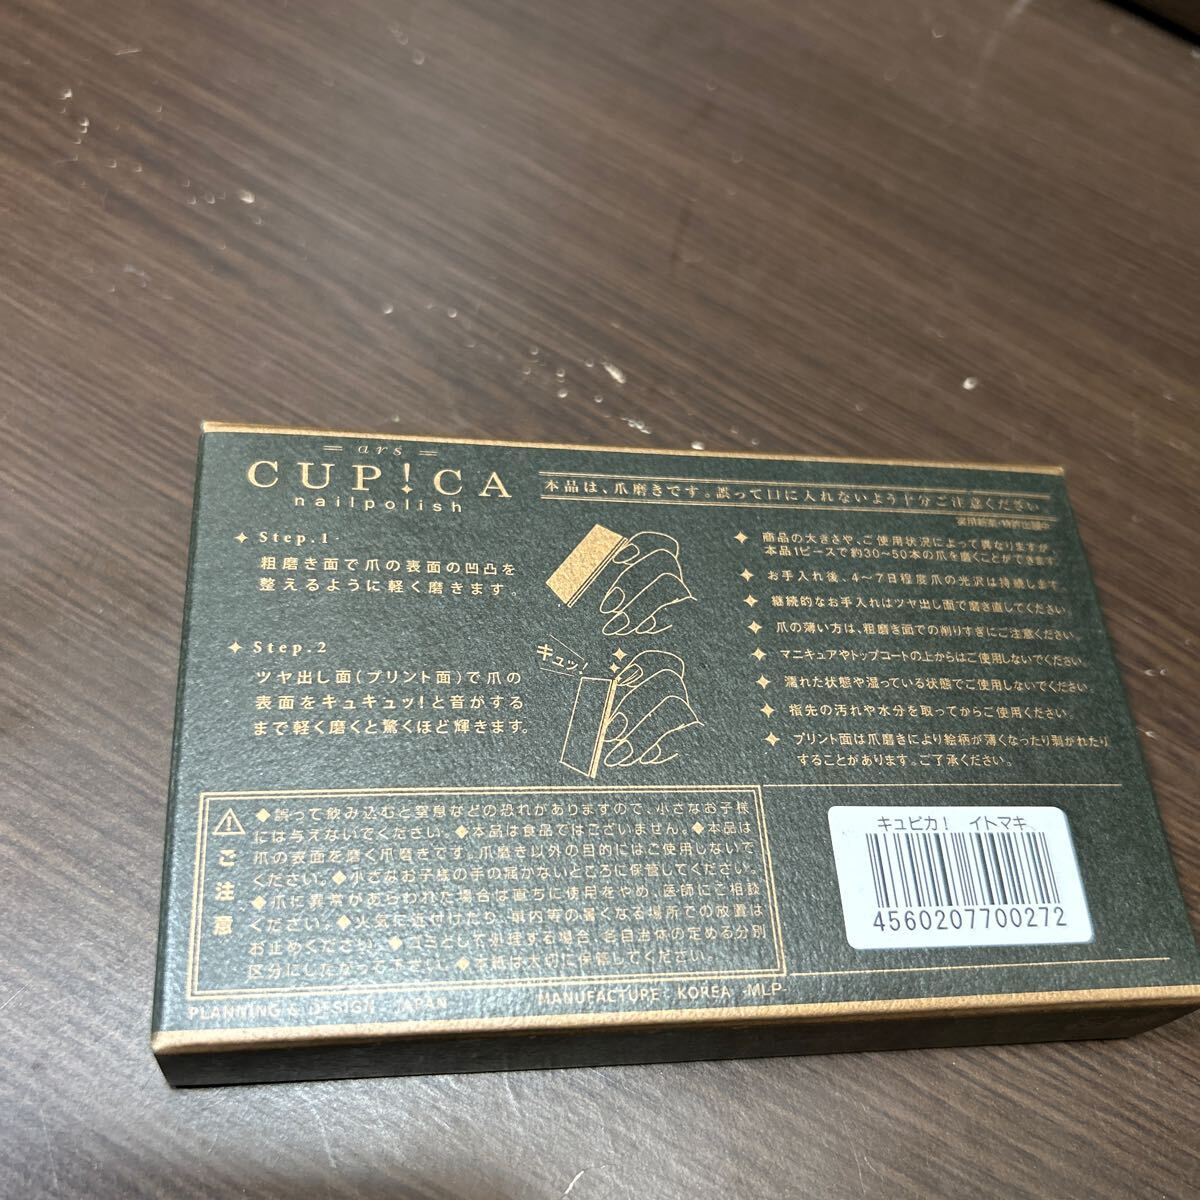 ars
CUP!CA
nailpolish
本品は、爪磨きです。誤って口に入れないよう十分ご注意ください
実用新案・特許出願中
Step.1
粗磨き面で爪の表面の凹凸を
整えるように軽く磨きます。
Step.2
ツヤ出し面(プリント面)で爪の
表面をキュキュッ!と音がする
まで軽く磨くと驚くほど輝きます。
キュッ!
商品の大きさや、ご使用状況によって異なりますが、
本品1ピースで約30〜50本の爪を磨くことができます
お手入れ後、4〜7日程度爪の光沢は持続します
継続的なお手入れはツヤ出し面で磨き直してください。
爪の薄い方は、粗磨き面での削りすぎにご注意ください。
マニキュアやトップコートの上からはご使用しないでください。
濡れた状態や湿っている状態でご使用しないでください。
指先の汚れや水分を取ってからご使用ください。
プリント面は爪磨きにより絵柄が薄くなったり剥がれたり
することがあります。ご了承ください。
ご注意
◆誤って飲み込むと窒息などの恐れがありますので、小さなお子様
には与えないでください。◆本品は食品ではございません。◆本品は
爪の表面を磨く爪磨きです。爪磨き以外の目的にはご使用しないで
ください。◆小さなお子様の手の届かないところに保管してください。
◆爪に異常があらわれた場合は直ちに使用をやめ、医師にご相談
ください。◆火気に近付けたり、車内等の暑くなる場所での放置は
お止めください。◆ゴミとして処理する場合、各自治体の定める分別
区分にしたがって下さい。◆本紙は大切に保管してください。
PLANNING & DESIGN JAPAN
MANUFACTURE KOREA -MLP-
キュピカ! イトマキ、
4560207700272